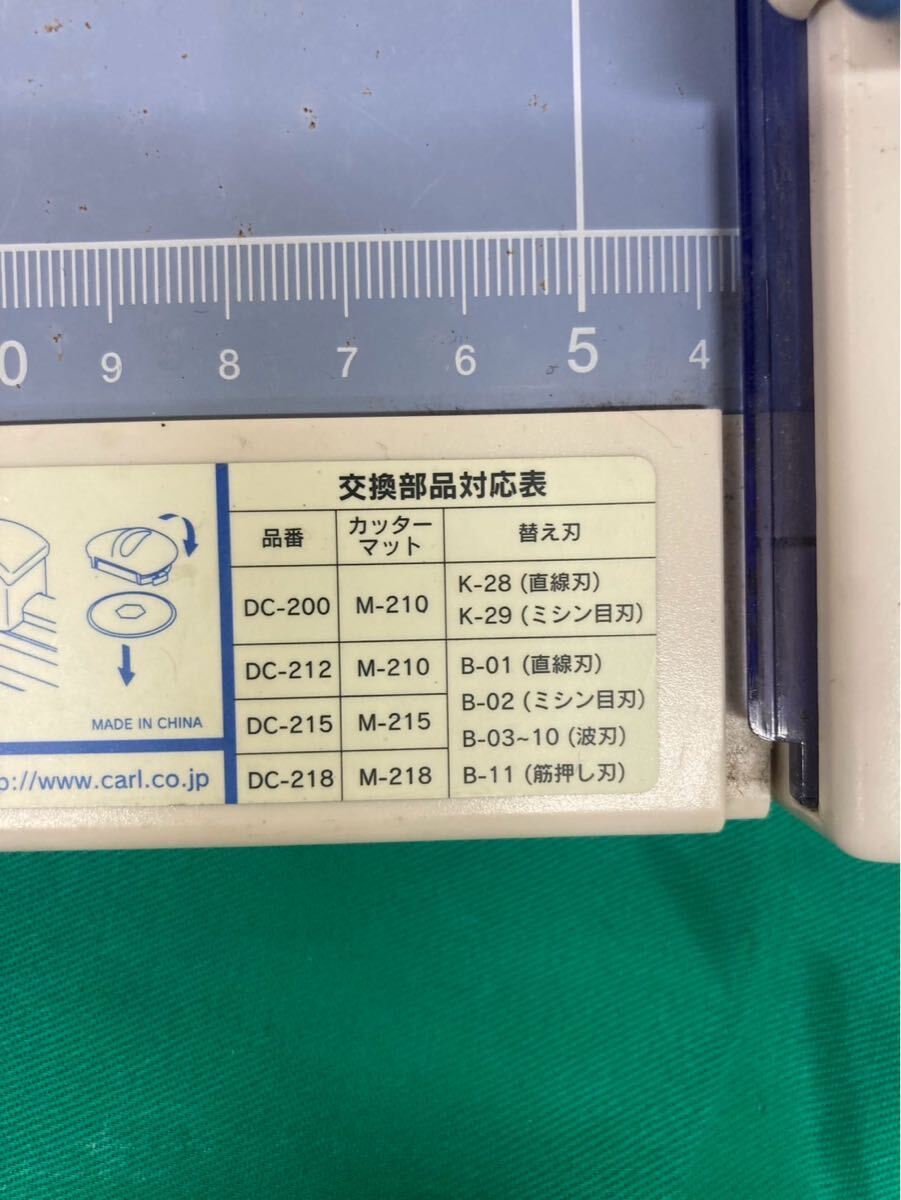 0 9 8 7 6 5 4
交換部品対応表
品番 カッターマット 替え刃
DC-200 M-210 K-28 (直線刃)
K-29 (ミシン目刃)
DC-212 M-210 B-01 (直線刃)
B-02 (ミシン目刃)
DC-215 M-215
B-03~10 (波刃)
DC-218 M-218 B-11 (筋押し刃)
MADE IN CHINA
p://www.carl.co.jp